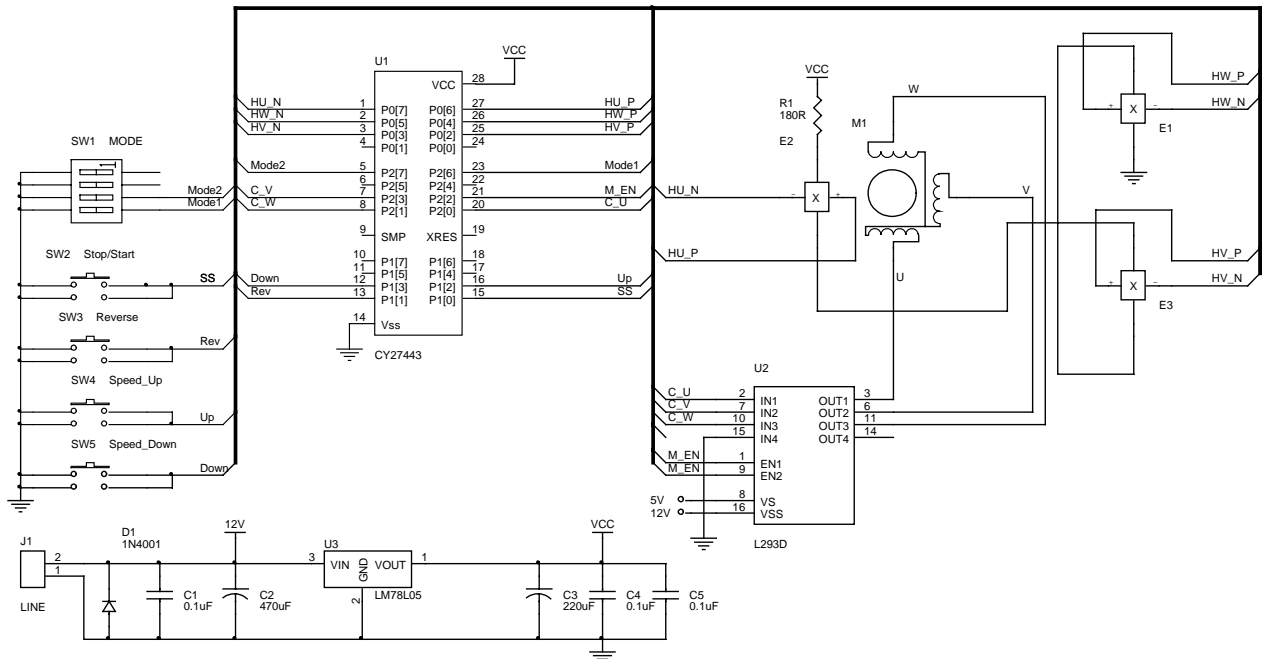 U1
VCC
28
VCC
HU_N 1 P0[7] P0[6] 27 HU_P
HW_N 2 P0[5] P0[4] 26 HW_P
HV_N 3 P0[3] P0[2] 25 HV_P
4 P0[1] P0[0] 24
Mode2 5 P2[7] P2[6] 23 Mode1
6 P2[5] P2[4] 22
C_V 7 P2[3] P2[2] 21 M_EN
C_W 8 P2[1] P2[0] 20 C_U
9 SMP XRES 19
10 P1[7] P1[6] 18
11 P1[5] P1[4] 17
Down 12 P1[3] P1[2] 16 Up
Rev 13 P1[1] P1[0] 15 SS
14 Vss
CY27443
SW1 MODE
Mode2
Mode1
SW2 Stop/Start
SS
SW3 Reverse
Rev
SW4 Speed_Up
Up
SW5 Speed_Down
Down
VCC
R1
180R
E2
HU_N - X +
HU_P
M1
W
V
U
HW_P
+ X - HW_N
E1
HV_P
+ X - HV_N
E3
U2
C_U 2 IN1 OUT1 3
C_V 7 IN2 OUT2 6
C_W 10 IN3 OUT3 11
15 IN4 OUT4 14
M_EN 1 EN1
M_EN 9 EN2
5V 8 VS
12V 16 VSS
L293D
J1
2
1
LINE
D1
1N4001
C1
0.1uF
12V
C2
470uF
U3
3 VIN GND VOUT 1
2
LM78L05
VCC
C3
220uF
C4
0.1uF
C5
0.1uF